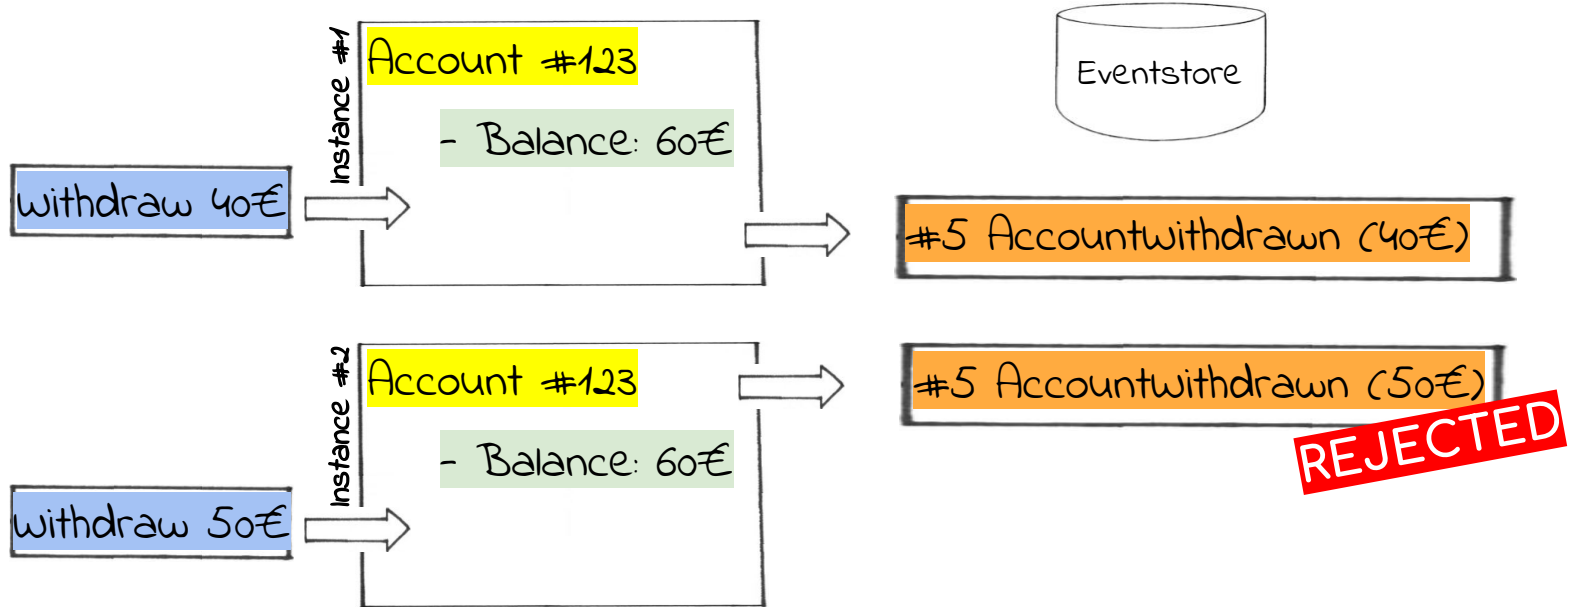 Instance #1
Account #123
- Balance: 60€
withdraw 40€
Eventstore
#5 Accountwithdrawn (40€)
Instance #2
Account #123
- Balance: 60€
withdraw 50€
#5 Accountwithdrawn (50€)
REJECTED